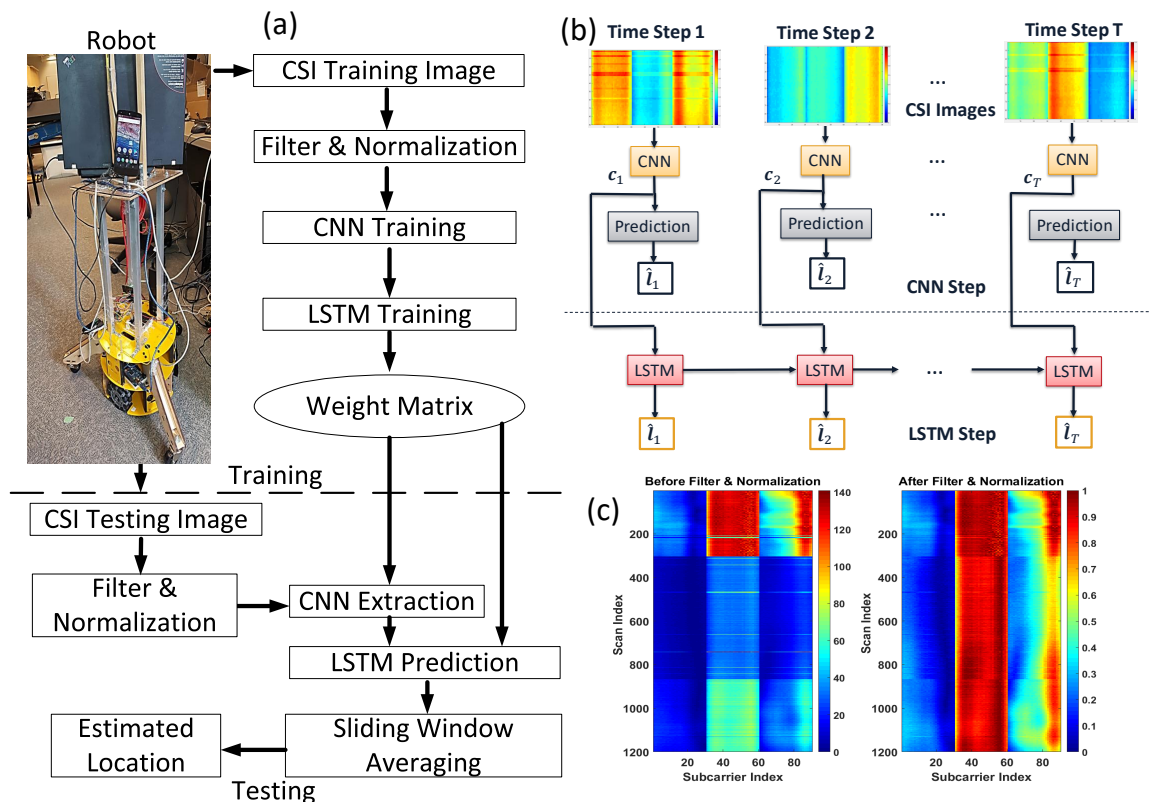 (a)
Robot
CSI Training Image
Filter & Normalization
CNN Training
LSTM Training
Weight Matrix
Training
CSI Testing Image
Filter &
Normalization
CNN Extraction
LSTM Prediction
Sliding Window
Averaging
Estimated
Location
Testing
(b)
Time Step 1
Time Step 2
Time Step T
...
CSI Images
CNN
CNN
...
CNN
c1
c2
cT
Prediction
Prediction
...
Prediction
l̂1
l̂2
l̂T
CNN Step
LSTM
LSTM
...
LSTM
l̂1
l̂2
l̂T
LSTM Step
(c)
Before Filter & Normalization
Scan Index
200
400
600
800
1000
1200
20 40 60 80
Subcarrier Index
140
120
100
80
60
40
20
0
After Filter & Normalization
Scan Index
200
400
600
800
1000
1200
20 40 60 80
Subcarrier Index
1
0.9
0.8
0.7
0.6
0.5
0.4
0.3
0.2
0.1
0